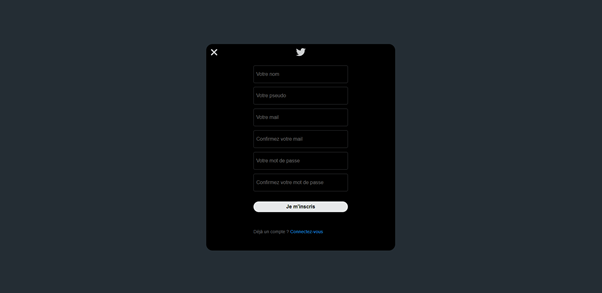 Votre nom
Votre pseudo
Votre mail
Confirmez votre mail
Votre mot de passe
Confirmez votre mot de passe
Je m'inscris
Déjà un compte ? Connectez-vous